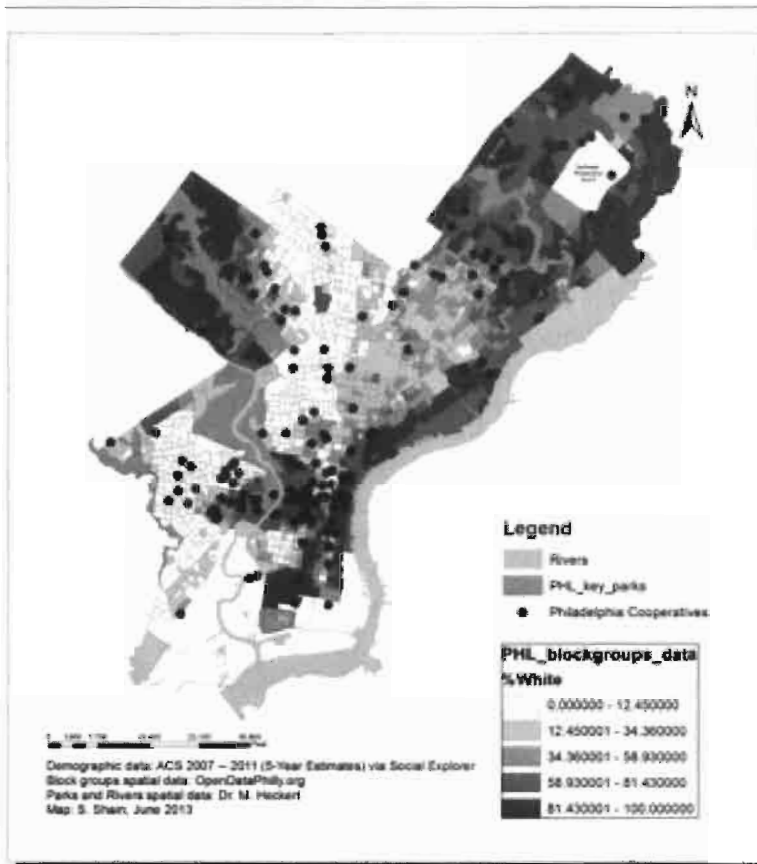 N
Legend
Rivers
PHL_key_parks
Philadelphia Cooperatives
PHL_blockgroups_data
%White
0.000000 - 12.450000
12.450001 - 34.360000
34.360001 - 58.930000
58.930001 - 81.430000
81.430001 - 100.000000
Demographic data: ACS 2007 – 2011 (5-Year Estimates) via Social Explorer
Block groups spatial data: OpenDataPhilly.org
Parks and Rivers spatial data: Dr. M. Heckert
Map: S. Shain, June 2013